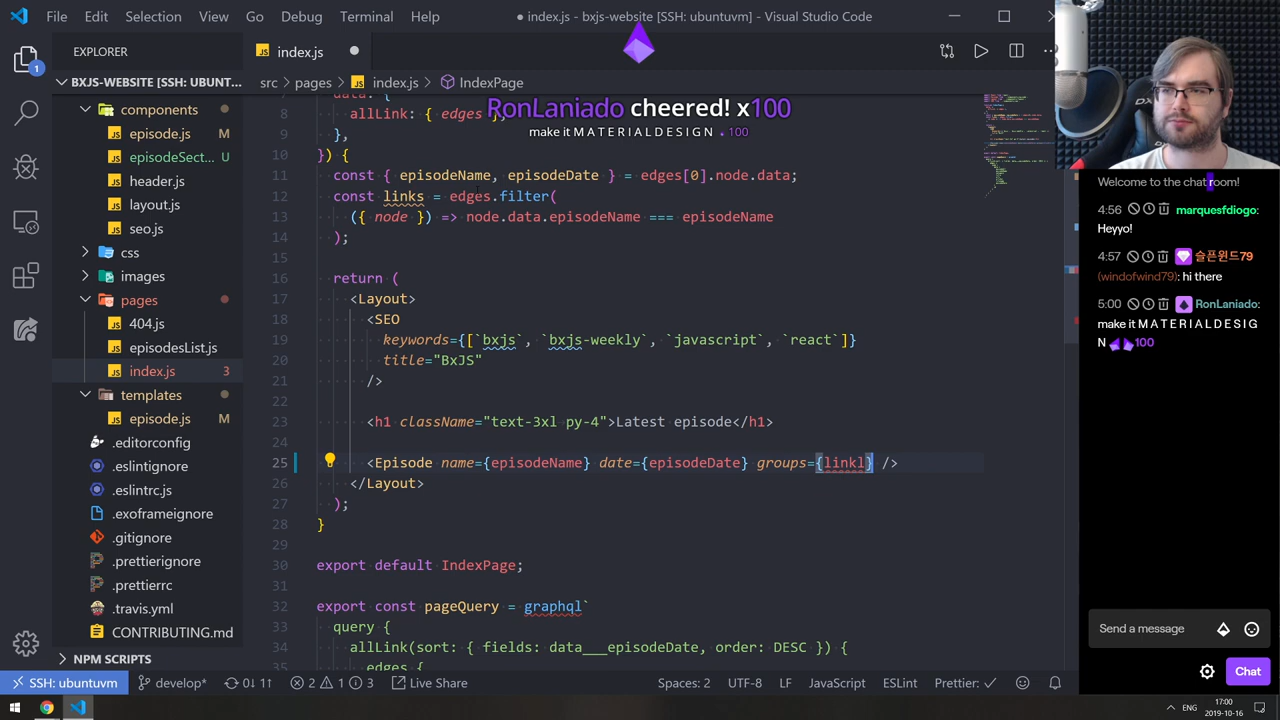 File Edit Selection View Go Debug Terminal Help
● index.js - bxjs-website [SSH: ubuntuvm] - Visual Studio Code
EXPLORER
BXJS-WEBSITE [SSH: UBUNT...
components
episode.js M
episodeSect... U
header.js
layout.js
seo.js
css
images
pages
404.js
episodesList.js
index.js 3
templates
episode.js M
.editorconfig
.eslintignore
.eslintrc.js
.exoframeignore
.gitignore
.prettierignore
.prettierrc
.travis.yml
CONTRIBUTING.md
NPM SCRIPTS
1
JS index.js ●
src > pages > JS index.js > IndexPage
RonLaniado cheered! x100
make it M A T E R I A L D E S I G N 100
8 allLink: { edges },
9 },
10 }) {
11 const { episodeName, episodeDate } = edges[0].node.data;
12 const links = edges.filter(
13 ({ node }) => node.data.episodeName === episodeName
14 );
15
16 return (
17 <Layout>
18 <SEO
19 keywords={[`bxjs`, `bxjs-weekly`, `javascript`, `react`]}
20 title="BxJS"
21 />
22
23 <h1 className="text-3xl py-4">Latest episode</h1>
24
25 <Episode name={episodeName} date={episodeDate} groups={linkl} />
26 </Layout>
27 );
28 }
29
30 export default IndexPage;
31
32 export const pageQuery = graphql`
33 query {
34 allLink(sort: { fields: data___episodeDate, order: DESC }) {
35 edges {
Welcome to the chat room!
4:56 marquesfdiogo:
Heyyo!
4:57 슬픈윈드79
(windofwind79): hi there
5:00 RonLaniado:
make it M A T E R I A L D E S I G
N 100
Send a message
Chat
SSH: ubuntuvm develop* 0↓ 1↑ 2 1 3 Live Share Spaces: 2 UTF-8 LF JavaScript ESLint Prettier: ✓
ENG 17:00
2019-10-16